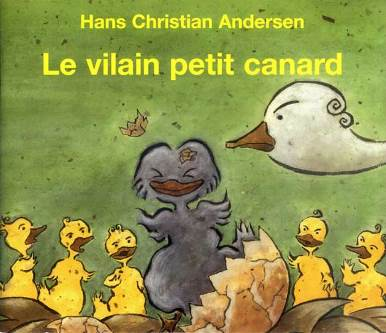 Hans Christian Andersen
Le vilain petit canard